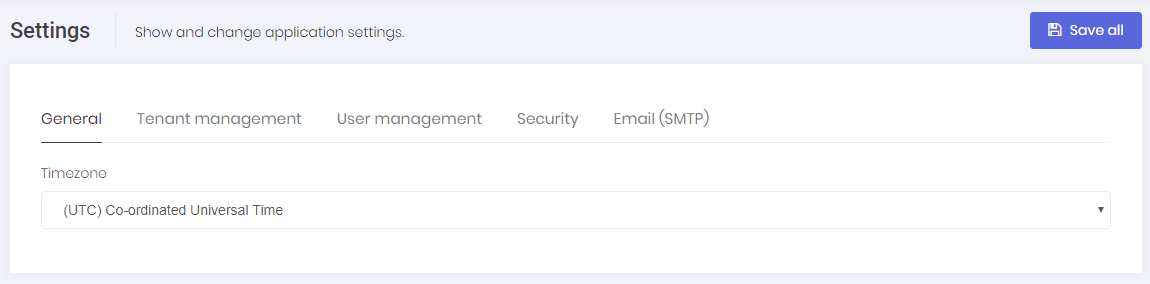 Settings
Show and change application settings.
Save all
General Tenant management User management Security Email (SMTP)
Timezone
(UTC) Co-ordinated Universal Time